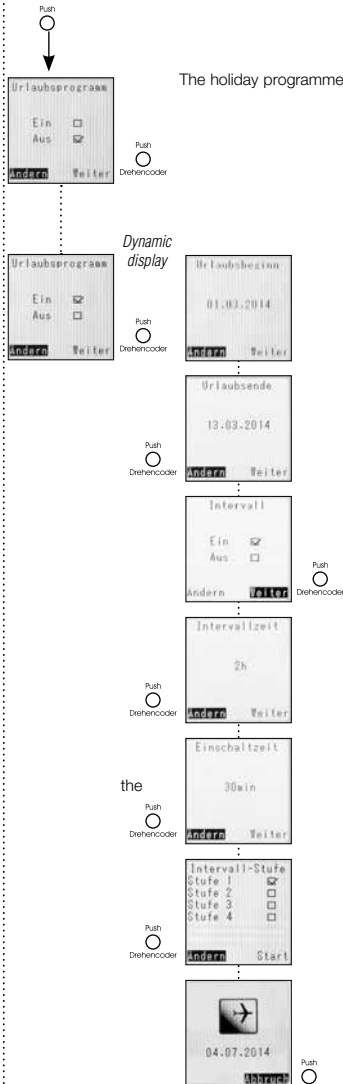 Push
The holiday programme
Urlaubsprogramm
Ein
Aus
Ändern Weiter
Push
Drehencoder
Dynamic
display
Urlaubsprogramm
Ein
Aus
Ändern Weiter
Push
Drehencoder
Urlaubsbeginn
01.03.2014
Ändern Weiter
Urlaubsende
13.03.2014
Ändern Weiter
Push
Drehencoder
Intervall
Ein
Aus
Ändern Weiter
Push
Drehencoder
Intervallzeit
2h
Ändern Weiter
Push
Drehencoder
Einschaltzeit
30min
Ändern Weiter
the
Push
Drehencoder
Intervall-Stufe
Stufe 1
Stufe 2
Stufe 3
Stufe 4
Ändern Start
Push
Drehencoder
04.07.2014
Abbruch
Push